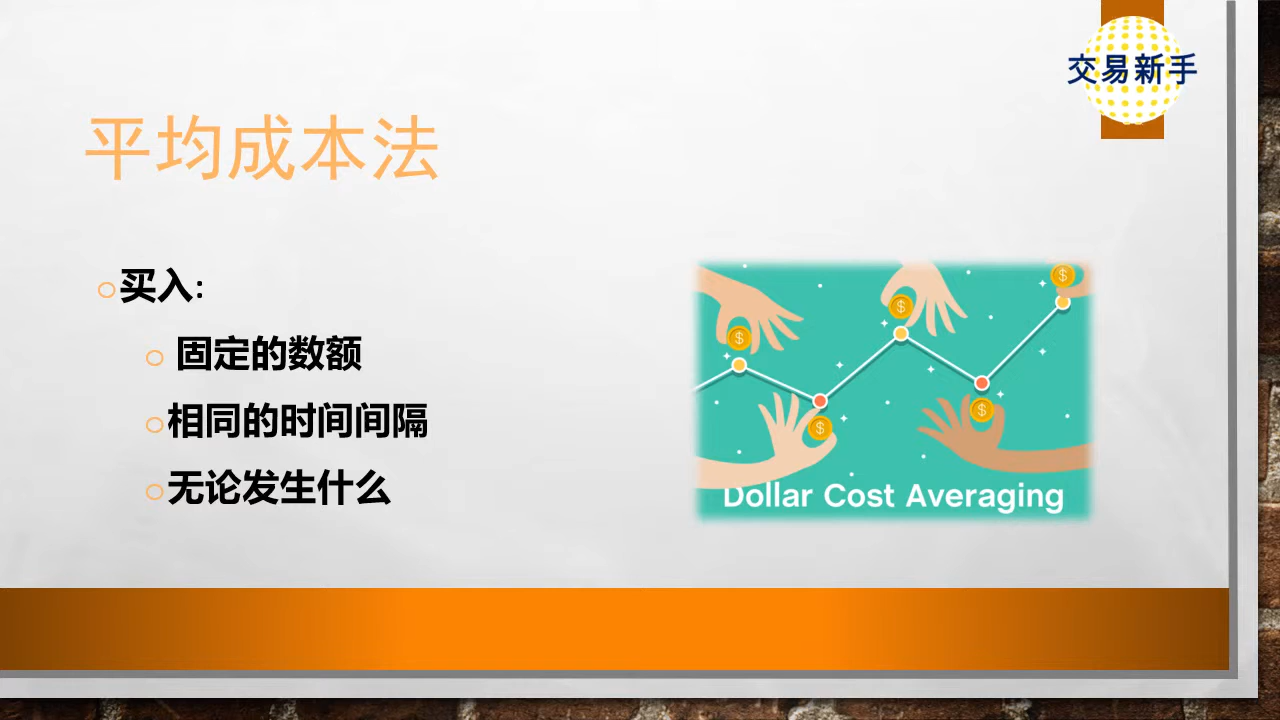 交易新手
平均成本法
买入:
固定的数额
相同的时间间隔
无论发生什么
Dollar Cost Averaging